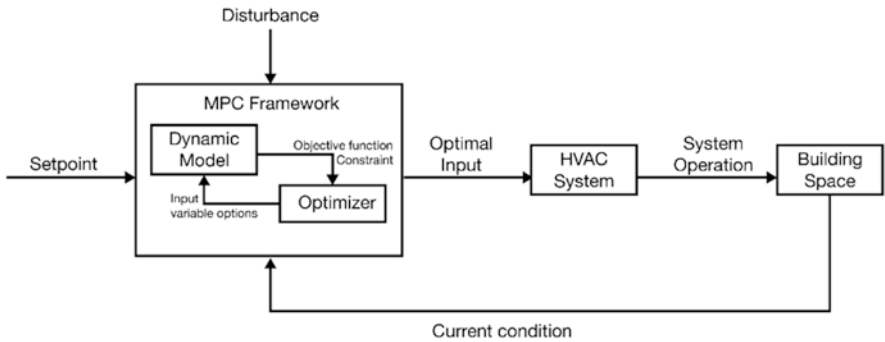 Disturbance
MPC Framework
Dynamic
Model
Objective function
Constraint
Input
variable options
Optimizer
Setpoint
Optimal
Input
HVAC
System
System
Operation
Building
Space
Current condition